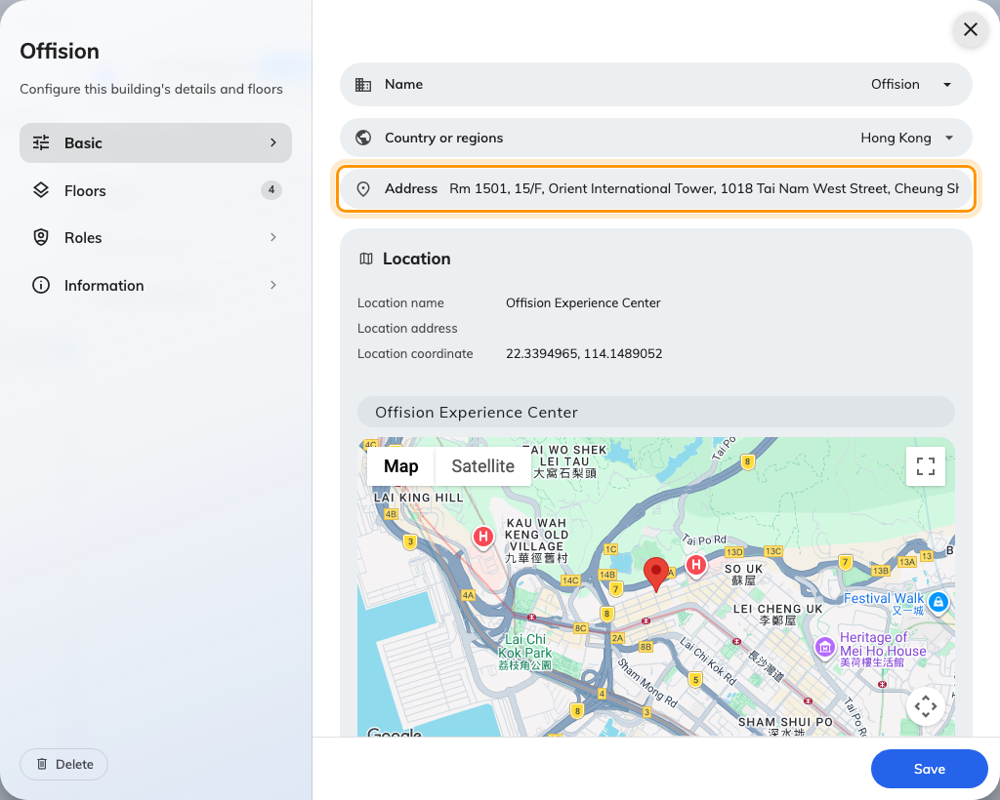 Offision
Configure this building's details and floors
Basic
Floors
4
Roles
Information
Delete
Name
Offision
Country or regions
Hong Kong
Address
Rm 1501, 15/F, Orient International Tower, 1018 Tai Nam West Street, Cheung
Location
Location name
Offision Experience Center
Location address
Location coordinate
22.3394965, 114.1489052
Offision Experience Center
Map
Satellite
4C
TAI WO SHEK
LEI TAU
大窩石梨頭
Tai Po
8
LAI KING HILL
4B
3
H
KAU WAH
KENG OLD
VILLAGE
九華徑舊村
Tai Po Rd
1C
14C
14B
7
H
13D
13C
7
13B
13A
13
SO UK
蘇屋
4A
8
8C
2A
8B
LEI CHENG UK
李鄭屋
Festival Walk
又一城
Lai Chi
Kok Park
荔枝角公園
Lai Chi Kok Rd
長沙灣道
Heritage of
Mei Ho House
美荷樓生活館
Sham Mong Rd
5
4
8
3
Tai Po Rd
SHAM SHUI PO
深水埗
Google
Save